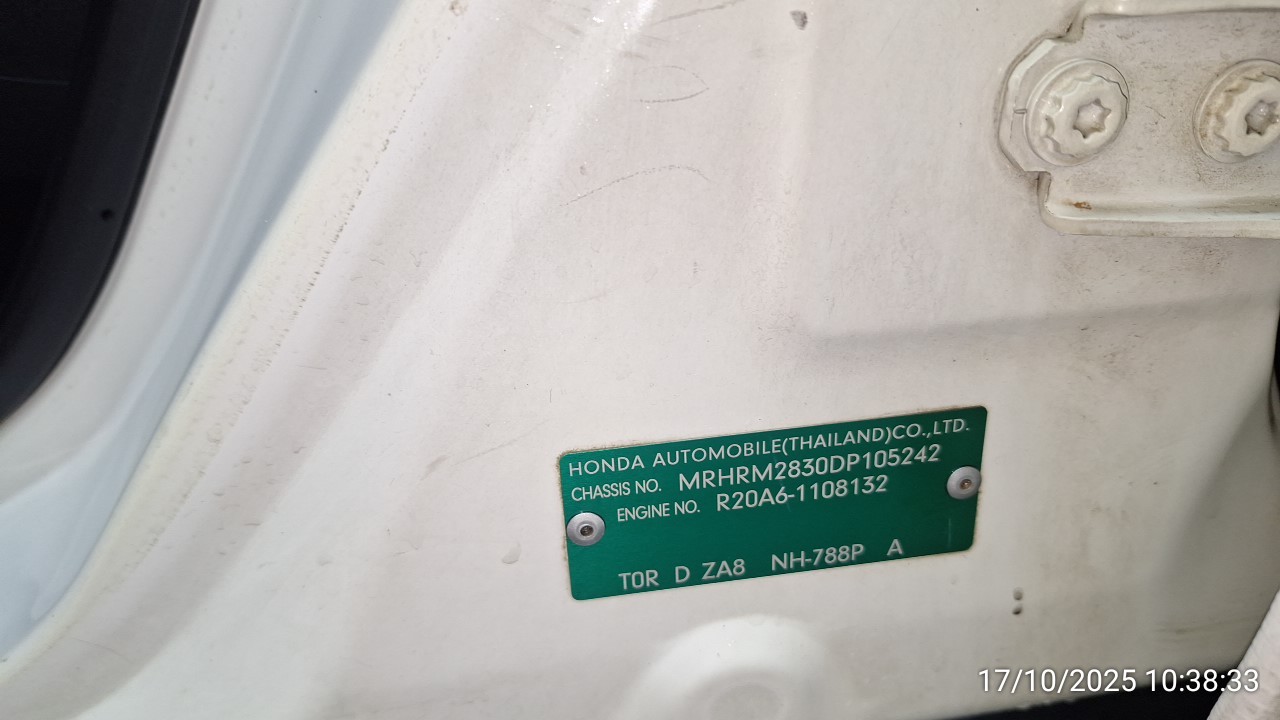 HONDA AUTOMOBILE(THAILAND)CO.,LTD.
CHASSIS NO. MRHRM2830DP105242
ENGINE NO. R20A6-1108132
TOR D ZA8 NH-788P A
17/10/2025 10:38:33